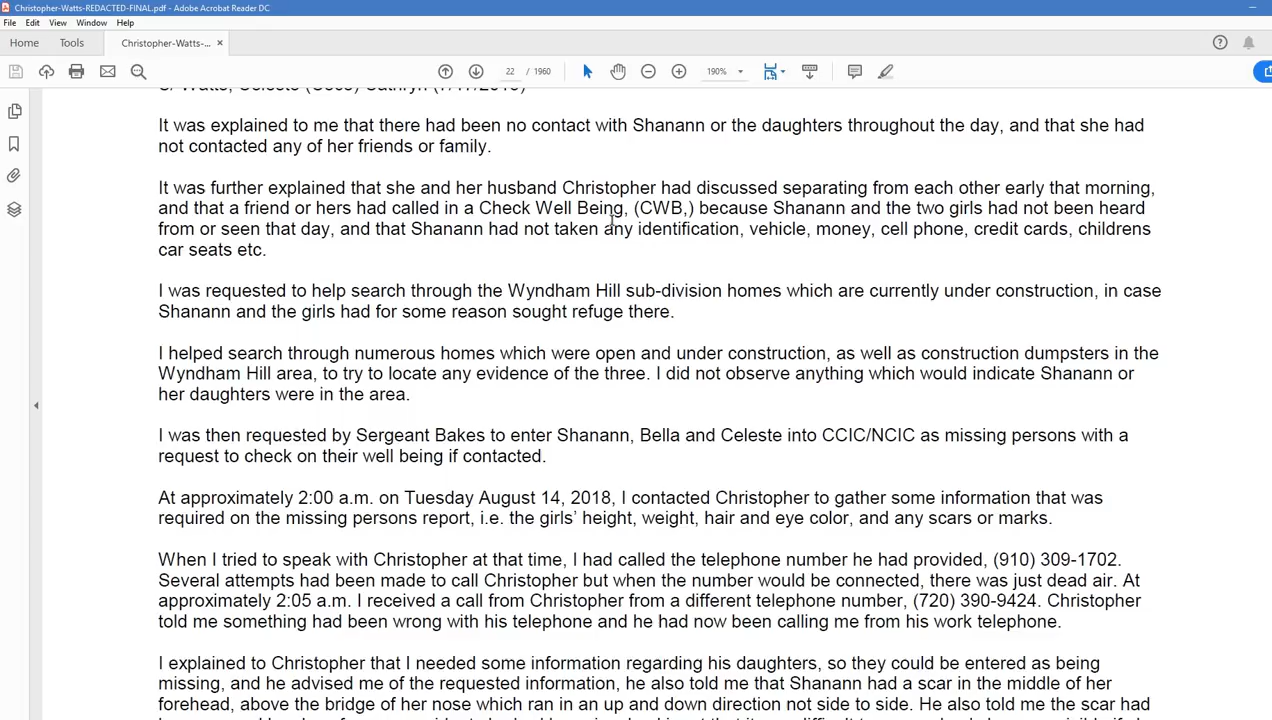 Christopher-Watts-REDACTED-FINAL.pdf - Adobe Acrobat Reader DC
File Edit View Window Help
Home Tools Christopher-Watts-... ×
22 / 1960 190%
It was explained to me that there had been no contact with Shanann or the daughters throughout the day, and that she had
not contacted any of her friends or family.
It was further explained that she and her husband Christopher had discussed separating from each other early that morning,
and that a friend or hers had called in a Check Well Being, (CWB,) because Shanann and the two girls had not been heard
from or seen that day, and that Shanann had not taken any identification, vehicle, money, cell phone, credit cards, childrens
car seats etc.
I was requested to help search through the Wyndham Hill sub-division homes which are currently under construction, in case
Shanann and the girls had for some reason sought refuge there.
I helped search through numerous homes which were open and under construction, as well as construction dumpsters in the
Wyndham Hill area, to try to locate any evidence of the three. I did not observe anything which would indicate Shanann or
her daughters were in the area.
I was then requested by Sergeant Bakes to enter Shanann, Bella and Celeste into CCIC/NCIC as missing persons with a
request to check on their well being if contacted.
At approximately 2:00 a.m. on Tuesday August 14, 2018, I contacted Christopher to gather some information that was
required on the missing persons report, i.e. the girls' height, weight, hair and eye color, and any scars or marks.
When I tried to speak with Christopher at that time, I had called the telephone number he had provided, (910) 309-1702.
Several attempts had been made to call Christopher but when the number would be connected, there was just dead air. At
approximately 2:05 a.m. I received a call from Christopher from a different telephone number, (720) 390-9424. Christopher
told me something had been wrong with his telephone and he had now been calling me from his work telephone.
I explained to Christopher that I needed some information regarding his daughters, so they could be entered as being
missing, and he advised me of the requested information, he also told me that Shanann had a scar in the middle of her
forehead, above the bridge of her nose which ran in an up and down direction not side to side. He also told me the scar had